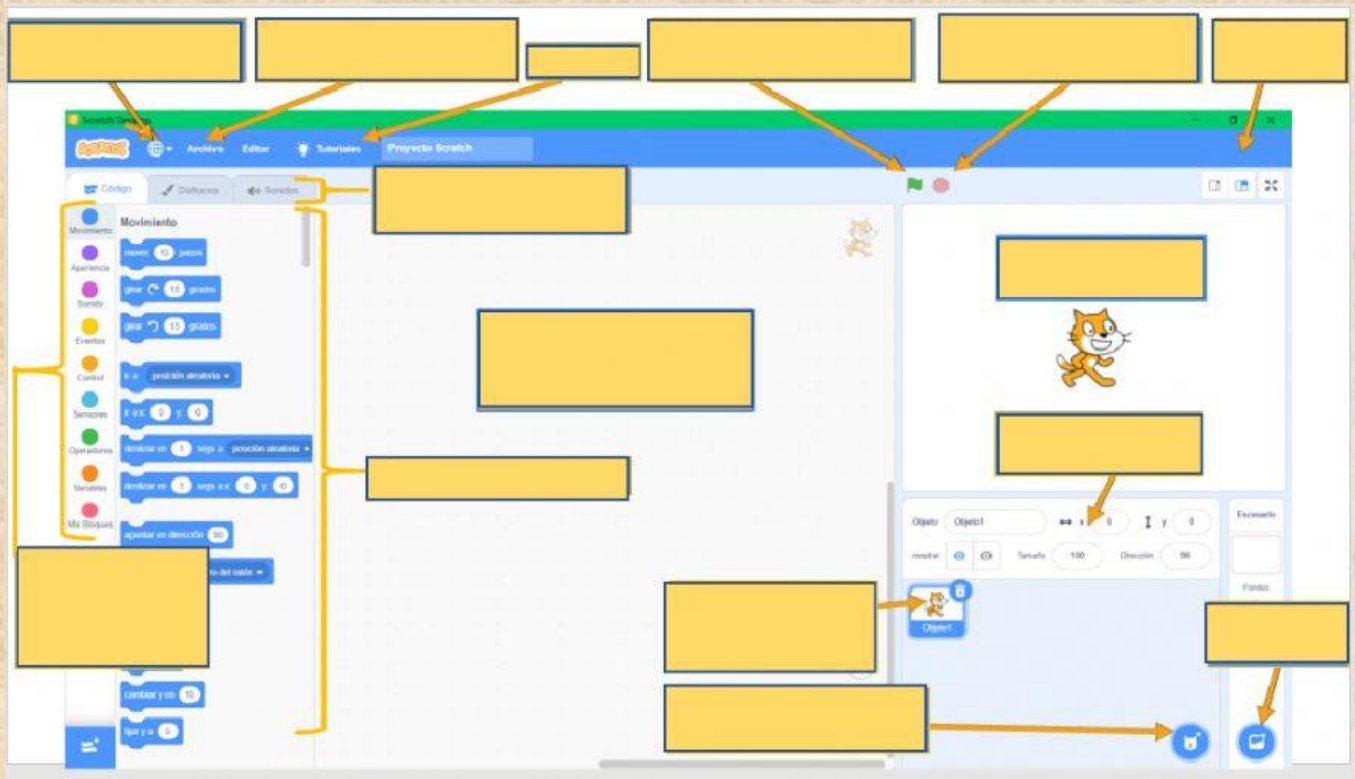 Scratch Desktop
SCRATCH Archivo Editar Tutoriales Proyecto Scratch
Código Disfraces Sonidos
Movimiento
Apariencia
Sonido
Eventos
Control
Sensores
Operadores
Variables
Mis Bloques
Movimiento
mover 10 pasos
girar 15 grados
girar 15 grados
ir a posición aleatoria
ir a x: 0 y: 0
deslizar en 1 segs a posición aleatoria
deslizar en 1 segs a x: 0 y: 0
apuntar en dirección 90
del ratón
cambiar y en 10
fijar y a 0
Objeto Objeto1 x 0 y 0
mostrar Tamaño 100 Dirección 90
Objeto1
Escenario
Fondos